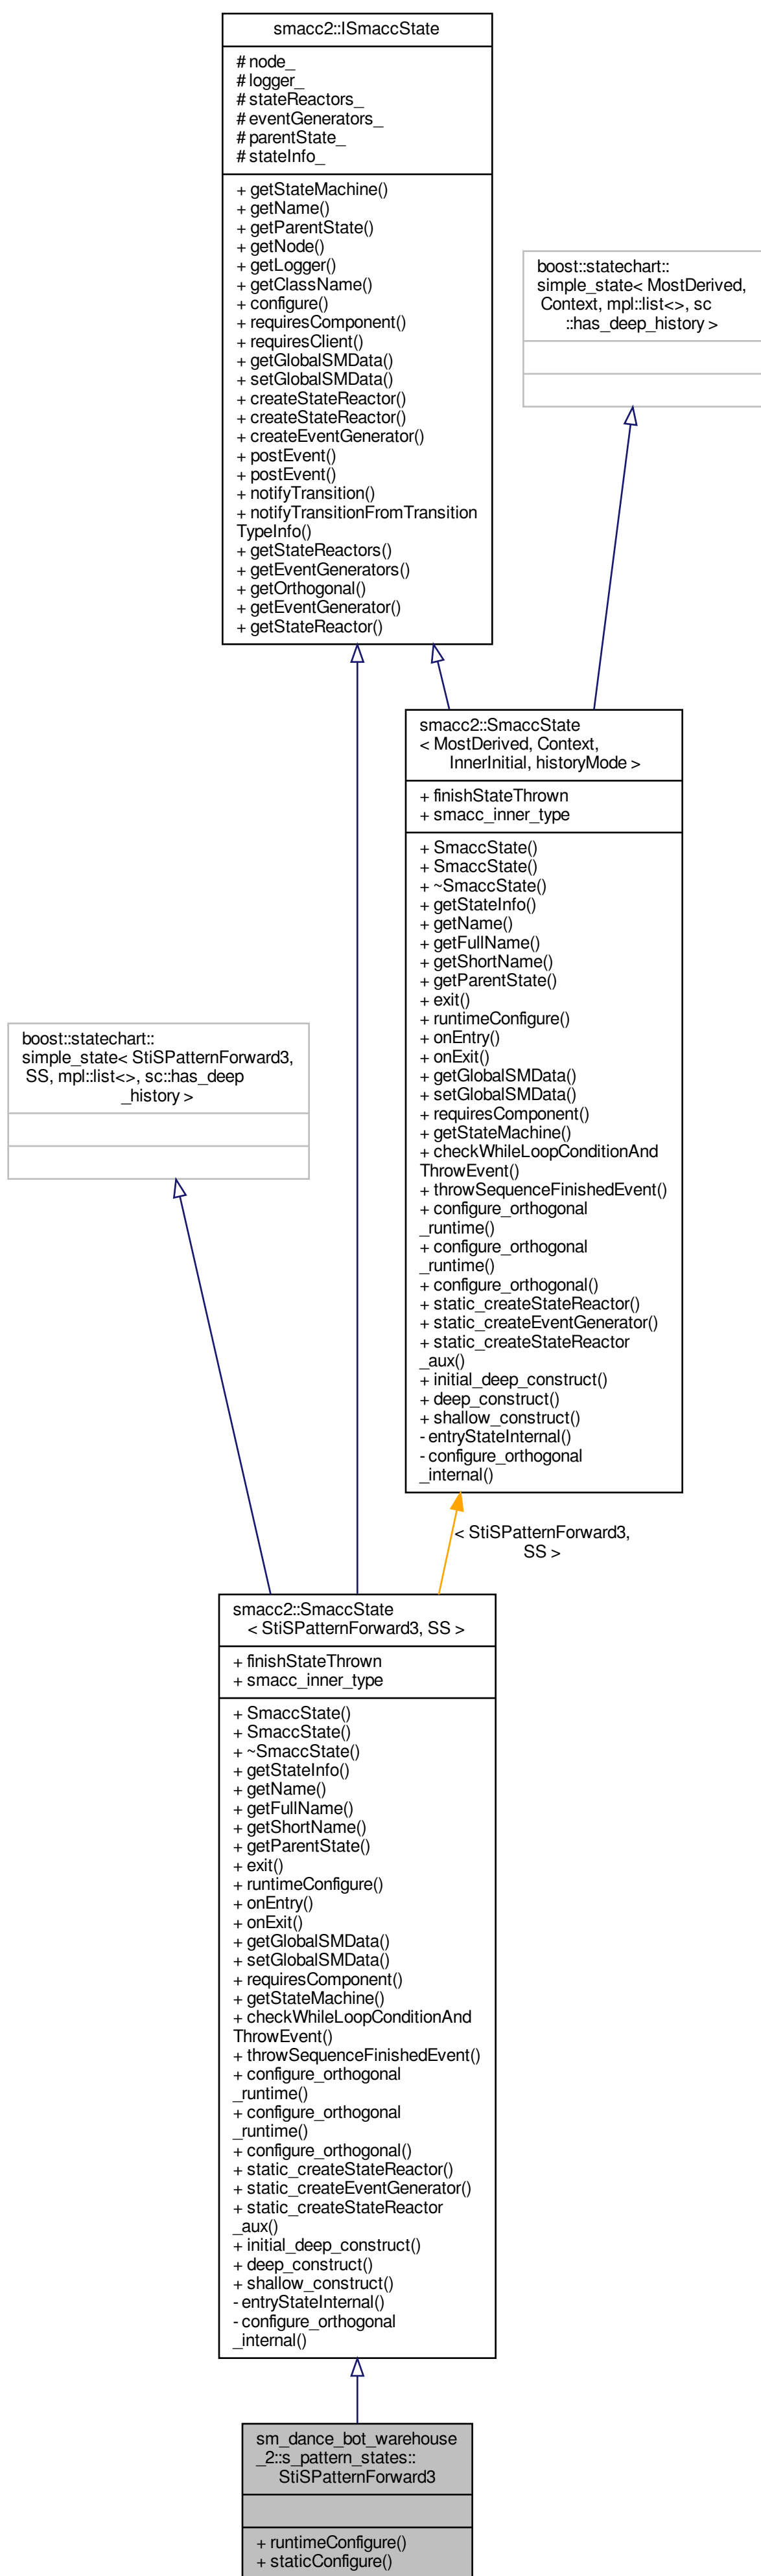 smacc2::ISmaccState
# node_
# logger_
# stateReactors_
# eventGenerators_
# parentState_
# stateInfo_
+ getStateMachine()
+ getName()
+ getParentState()
+ getNode()
+ getLogger()
+ getClassName()
+ configure()
+ requiresComponent()
+ requiresClient()
+ getGlobalSMData()
+ setGlobalSMData()
+ createStateReactor()
+ createStateReactor()
+ createEventGenerator()
+ postEvent()
+ postEvent()
+ notifyTransition()
+ notifyTransitionFromTransition
TypeInfo()
+ getStateReactors()
+ getEventGenerators()
+ getOrthogonal()
+ getEventGenerator()
+ getStateReactor()
boost::statechart::
simple_state< MostDerived,
Context, mpl::list<>, sc
::has_deep_history >
smacc2::SmaccState
< MostDerived, Context,
InnerInitial, historyMode >
+ finishStateThrown
+ smacc_inner_type
+ SmaccState()
+ SmaccState()
+ ~SmaccState()
+ getStateInfo()
+ getName()
+ getFullName()
+ getShortName()
+ getParentState()
+ exit()
+ runtimeConfigure()
+ onEntry()
+ onExit()
+ getGlobalSMData()
+ setGlobalSMData()
+ requiresComponent()
+ getStateMachine()
+ checkWhileLoopConditionAnd
ThrowEvent()
+ throwSequenceFinishedEvent()
+ configure_orthogonal
_runtime()
+ configure_orthogonal
_runtime()
+ configure_orthogonal()
+ static_createStateReactor()
+ static_createEventGenerator()
+ static_createStateReactor
_aux()
+ initial_deep_construct()
+ deep_construct()
+ shallow_construct()
- entryStateInternal()
- configure_orthogonal
_internal()
boost::statechart::
simple_state< StiSPatternForward3,
SS, mpl::list<>, sc::has_deep
_history >
< StiSPatternForward3,
SS >
smacc2::SmaccState
< StiSPatternForward3, SS >
+ finishStateThrown
+ smacc_inner_type
+ SmaccState()
+ SmaccState()
+ ~SmaccState()
+ getStateInfo()
+ getName()
+ getFullName()
+ getShortName()
+ getParentState()
+ exit()
+ runtimeConfigure()
+ onEntry()
+ onExit()
+ getGlobalSMData()
+ setGlobalSMData()
+ requiresComponent()
+ getStateMachine()
+ checkWhileLoopConditionAnd
ThrowEvent()
+ throwSequenceFinishedEvent()
+ configure_orthogonal
_runtime()
+ configure_orthogonal
_runtime()
+ configure_orthogonal()
+ static_createStateReactor()
+ static_createEventGenerator()
+ static_createStateReactor
_aux()
+ initial_deep_construct()
+ deep_construct()
+ shallow_construct()
- entryStateInternal()
- configure_orthogonal
_internal()
sm_dance_bot_warehouse
_2::s_pattern_states::
StiSPatternForward3
+ runtimeConfigure()
+ staticConfigure()